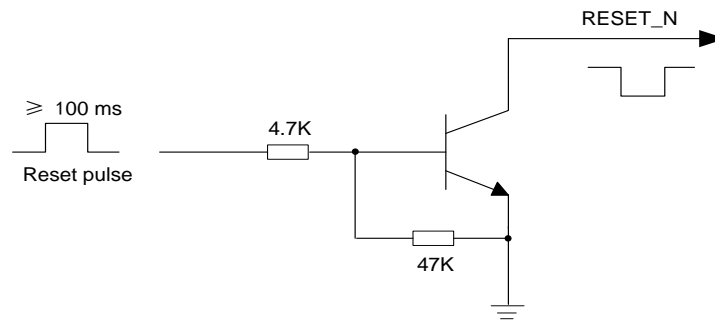 RESET_N
≥ 100 ms
Reset pulse
4.7K
47K